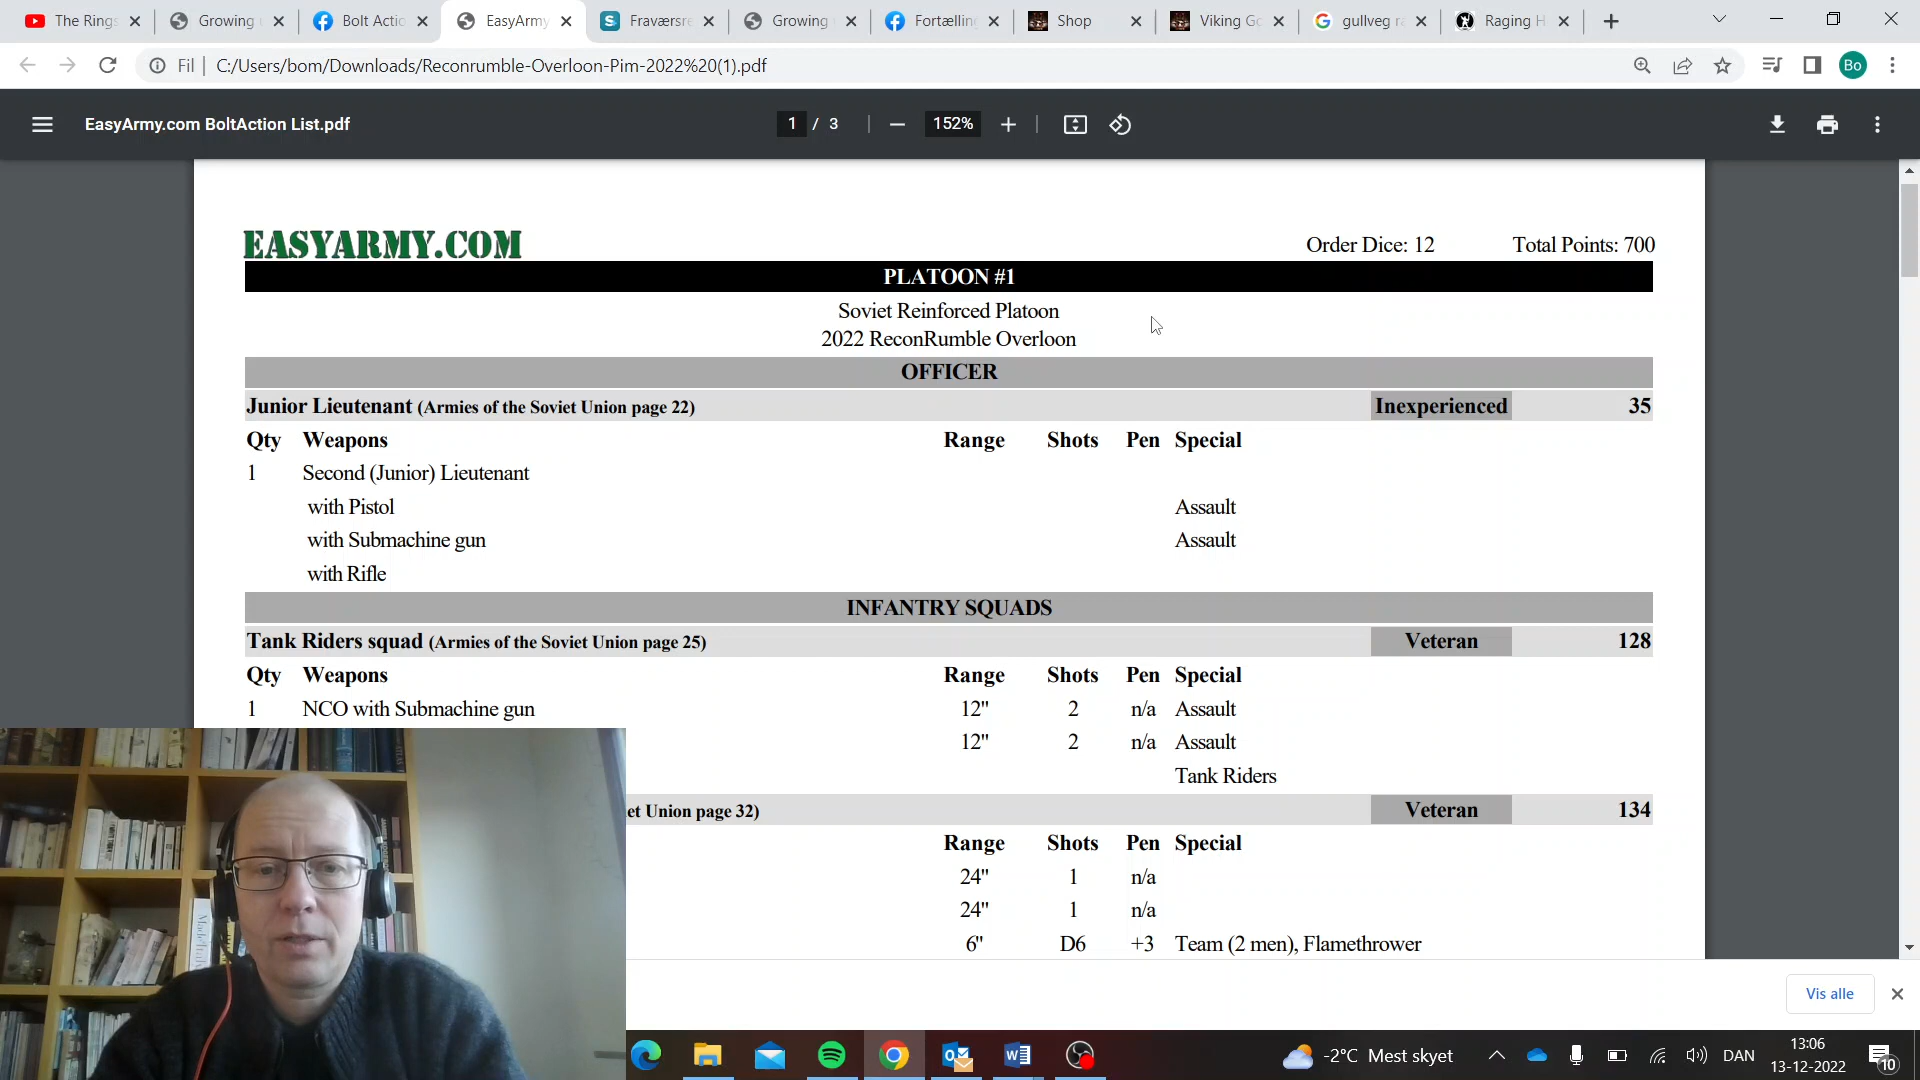 The Rings
Growing
Bolt Actio
EasyArmy
Fraværsre
Growing
Fortællin
Shop
Viking Go
gullveg ra
Raging H
Fil | C:/Users/bom/Downloads/Reconrumble-Overloon-Pim-2022%20(1).pdf
Bo
EasyArmy.com BoltAction List.pdf
1 / 3
152%
EASYARMY.COM
Order Dice: 12 Total Points: 700
PLATOON #1
Soviet Reinforced Platoon
2022 ReconRumble Overloon
OFFICER
Junior Lieutenant (Armies of the Soviet Union page 22) Inexperienced 35
Qty Weapons Range Shots Pen Special
1 Second (Junior) Lieutenant
with Pistol Assault
with Submachine gun Assault
with Rifle
INFANTRY SQUADS
Tank Riders squad (Armies of the Soviet Union page 25) Veteran 128
Qty Weapons Range Shots Pen Special
1 NCO with Submachine gun 12" 2 n/a Assault
12" 2 n/a Assault
Tank Riders
et Union page 32) Veteran 134
Range Shots Pen Special
24" 1 n/a
24" 1 n/a
6" D6 +3 Team (2 men), Flamethrower
Vis alle
-2°C Mest skyet
DAN
13:06
13-12-2022
10